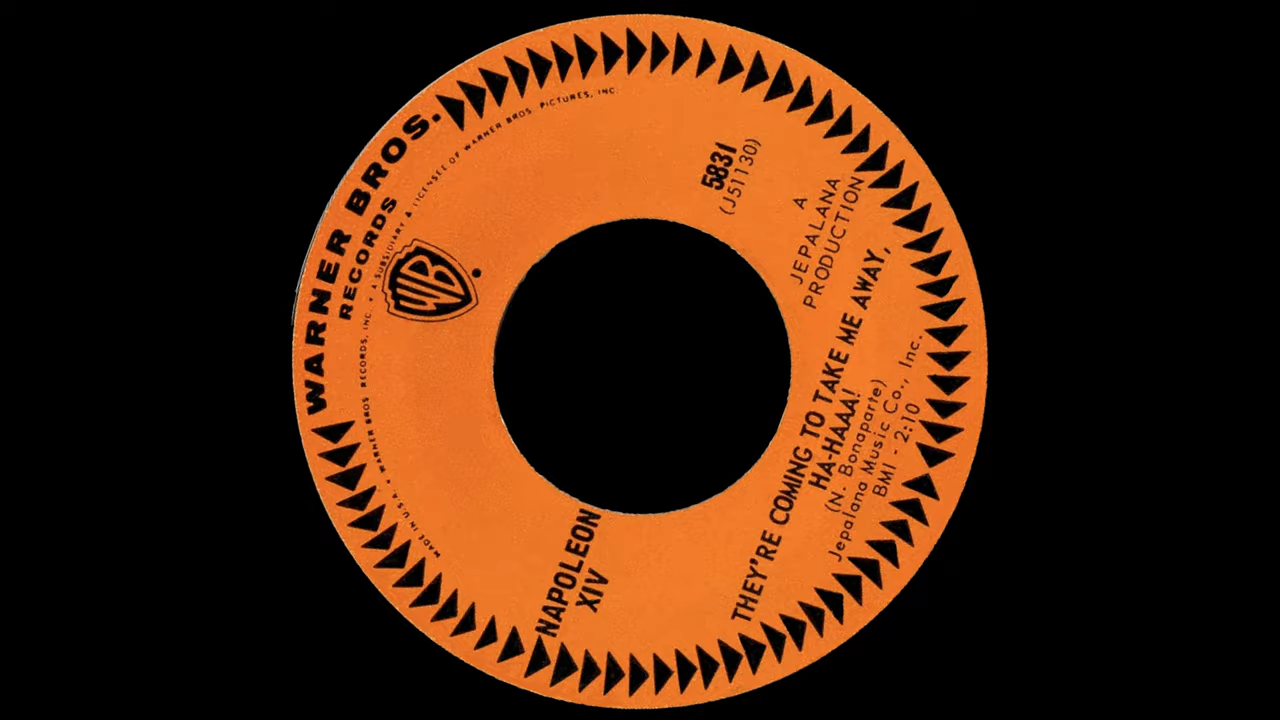 WARNER BROS.
RECORDS
MADE IN U.S.A. • WARNER BROS RECORDS, INC. • A SUBSIDIARY & LICENSEE OF WARNER BROS. PICTURES, INC.
WB
5831
(J51130)
A
JEPALANA
PRODUCTION
THEY'RE COMING TO TAKE ME AWAY,
HA-HAAA!
(N. Bonaparte)
Jepalana Music Co., Inc.
BMI - 2:10
NAPOLEON
XIV